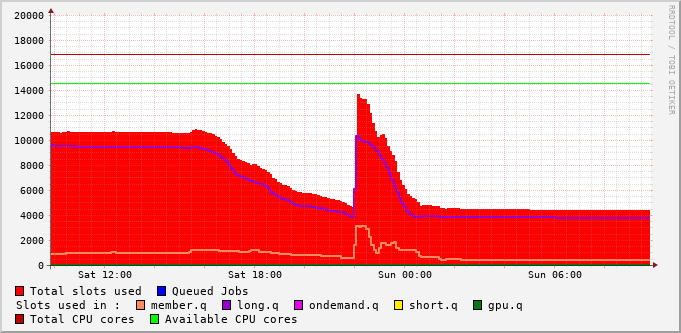 20000
18000
16000
14000
12000
10000
8000
6000
4000
2000
0
Sat 12:00 Sat 18:00 Sun 00:00 Sun 06:00
Total slots used Queued Jobs
Slots used in : member.q long.q ondemand.q short.q gpu.q
Total CPU cores Available CPU cores
RRDTOOL / TOBI OETIKER